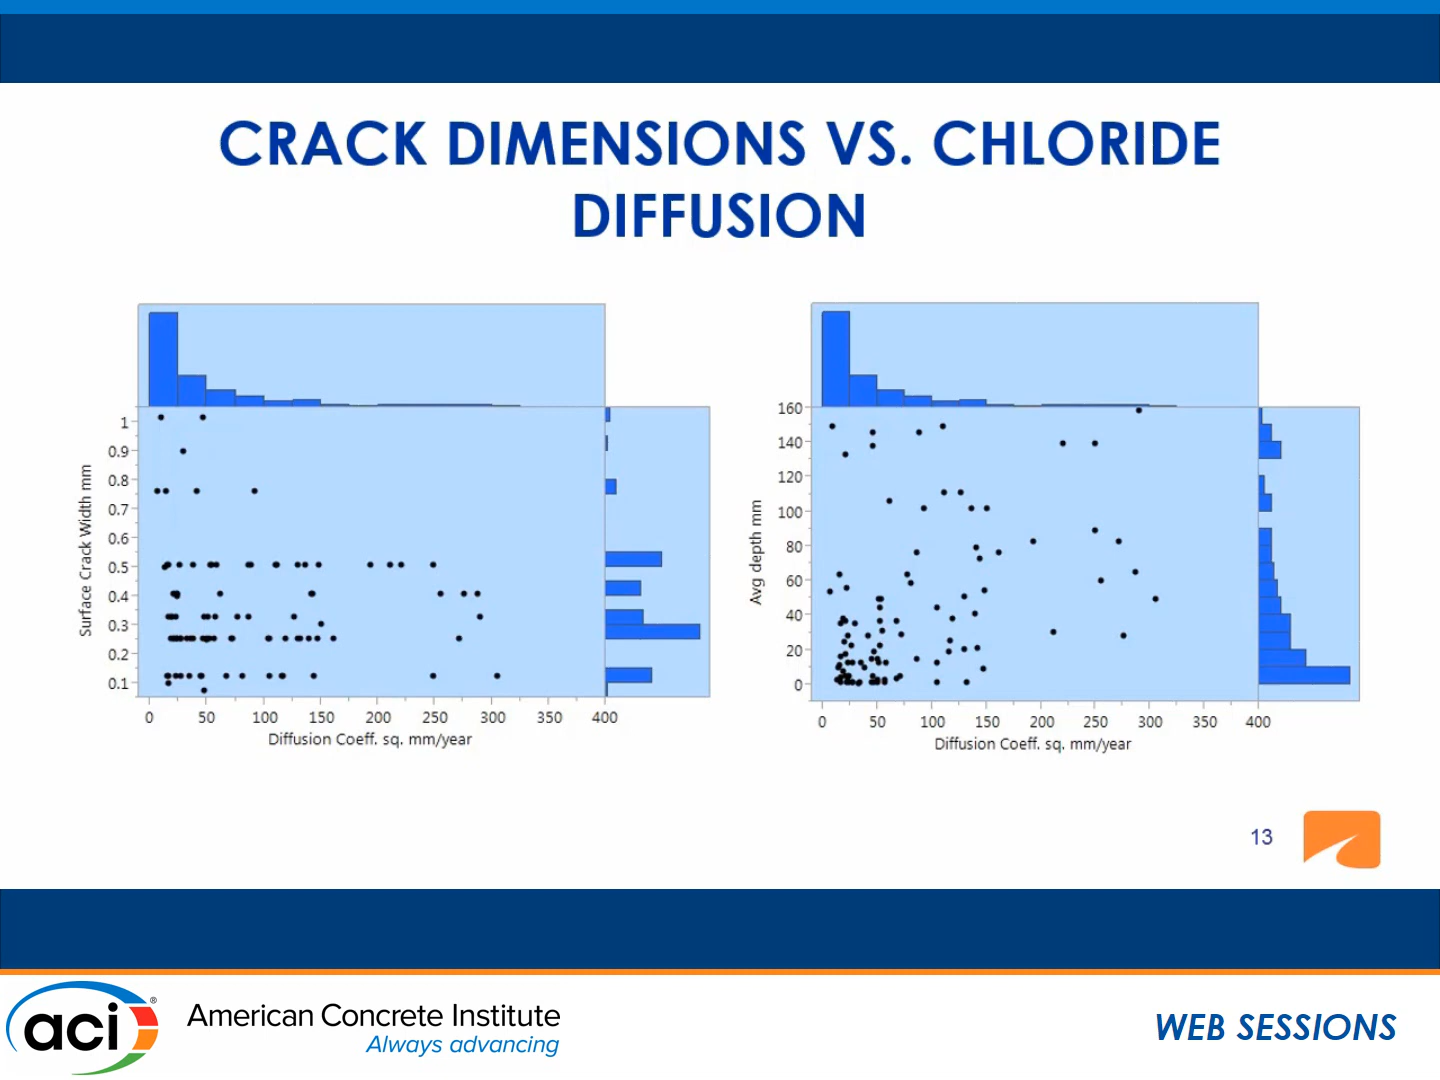 CRACK DIMENSIONS VS. CHLORIDE
DIFFUSION
1
0.9
0.8
0.7
0.6
0.5
0.4
0.3
0.2
0.1
Surface Crack Width mm
0 50 100 150 200 250 300 350 400
Diffusion Coeff. sq. mm/year
160
140
120
100
80
60
40
20
0
Avg depth mm
0 50 100 150 200 250 300 350 400
Diffusion Coeff. sq. mm/year
13
aci®
American Concrete Institute
Always advancing
WEB SESSIONS